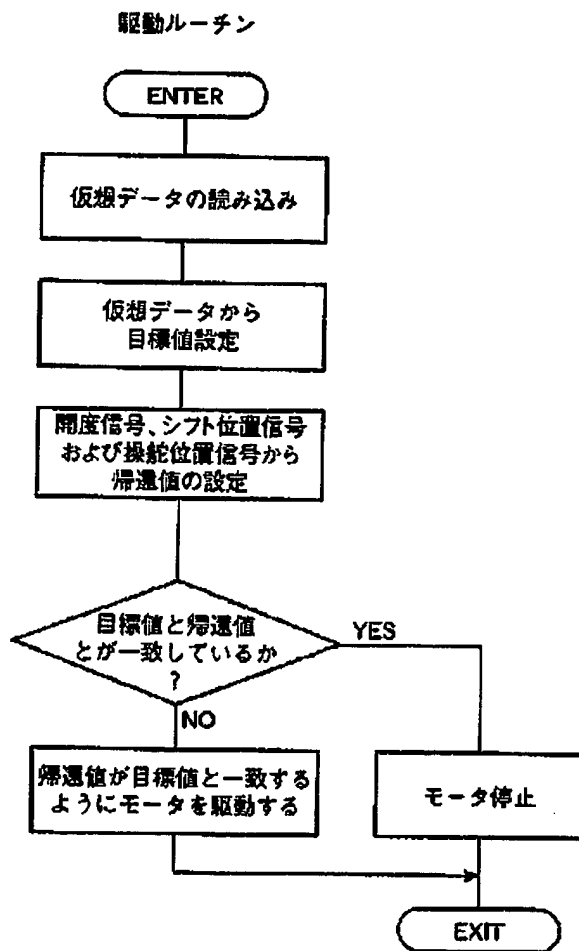 駆動ルーチン
ENTER
仮想データの読み込み
仮想データから
目標値設定
開度信号、シフト位置信号
および操舵位置信号から
帰還値の設定
目標値と帰還値
とが一致しているか
?
YES
NO
帰還値が目標値と一致する
ようにモータを駆動する
モータ停止
EXIT